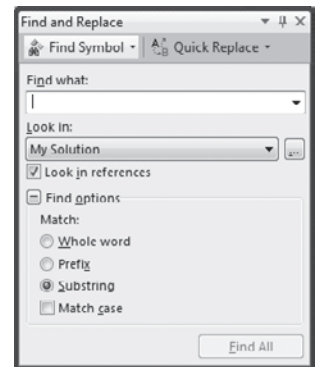 Find and Replace
Find Symbol Quick Replace
Find what:
Look in:
My Solution ...
Look in references
Find options
Match:
Whole word
Prefix
Substring
Match case
Find All